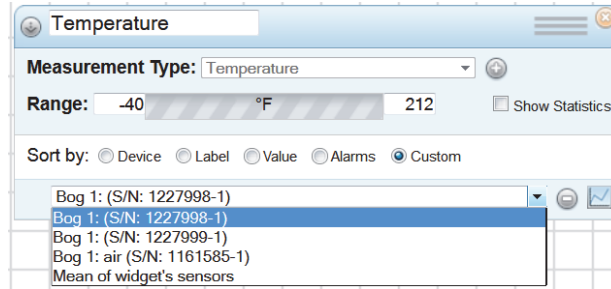 Temperature
Measurement Type: Temperature
Range: -40 °F 212 Show Statistics
Sort by: Device Label Value Alarms Custom
Bog 1: (S/N: 1227998-1)
Bog 1: (S/N: 1227998-1)
Bog 1: (S/N: 1227999-1)
Bog 1: air (S/N: 1161585-1)
Mean of widget's sensors